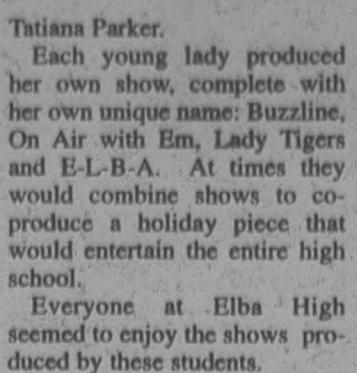 Tatiana Parker.
Each young lady produced
her own show, complete with
her own unique name: Buzzline,
On Air with Em, Lady Tigers
and E-L-B-A. At times they
would combine shows to co-
produce a holiday piece that
would entertain the entire high
school.
Everyone at Elba High
seemed to enjoy the shows pro-
duced by these students.